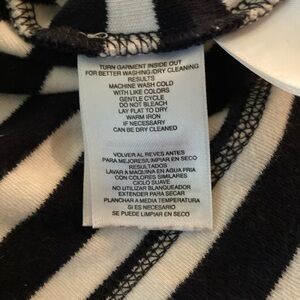 TURN GARMENT INSIDE OUT
FOR BETTER WASHING/DRY CLEANING
RESULTS
MACHINE WASH COLD
WITH LIKE COLORS
GENTLE CYCLE
DO NOT BLEACH
LAY FLAT TO DRY
WARM IRON
IF NECESSARY
CAN BE DRY CLEANED
VOLVER AL REVES ANTES
PARA MEJORES/LIMPIAR EN SECO
RESULTADOS
LAVAR A MAQUINA EN AGUA FRIA
CON COLORES SIMILARES
CICLO SUAVE
NO UTILIZAR BLANQUEADOR
EXTENDER PARA SECAR
PLANCHAR A MEDIA TEMPERATURA
SI ES NECESARIO
SE PUEDE LIMPIAR EN SECO